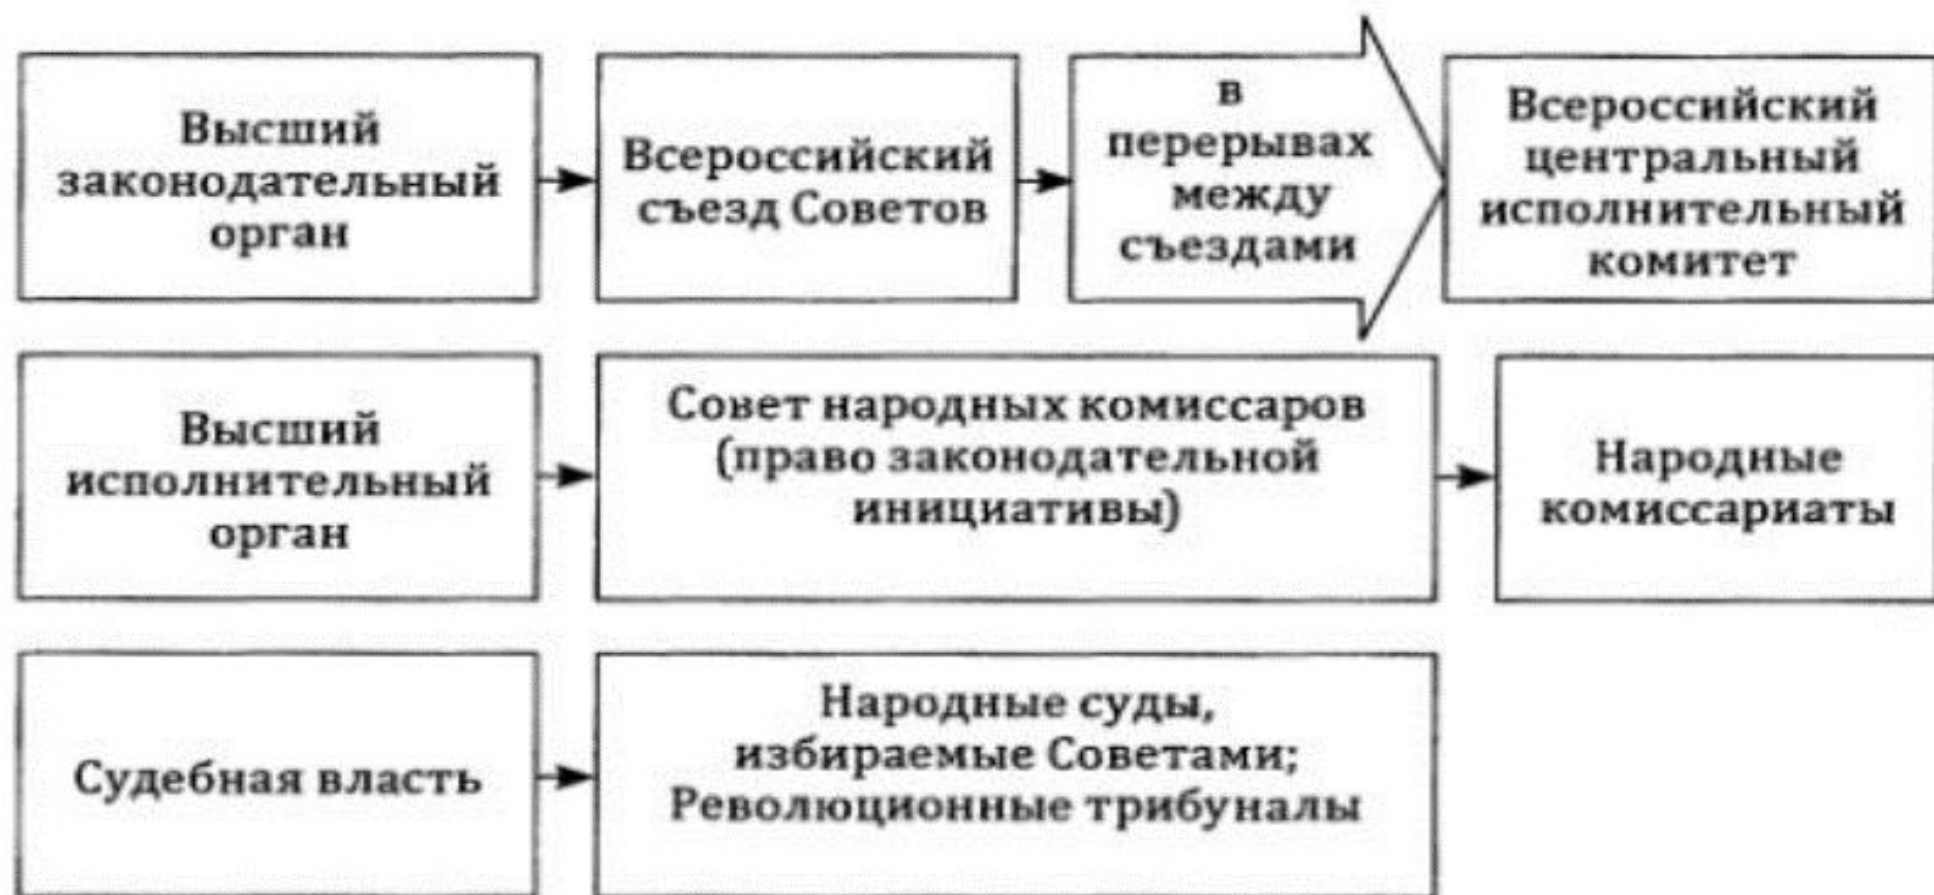 Высший
законодательный
орган
Всероссийский
съезд Советов
в
перерывах
между
съездами
Всероссийский
центральный
исполнительный
комитет
Высший
исполнительный
орган
Совет народных комиссаров
(право законодательной
инициативы)
Народные
комиссариаты
Судебная власть
Народные суды,
избираемые Советами;
Революционные трибуналы